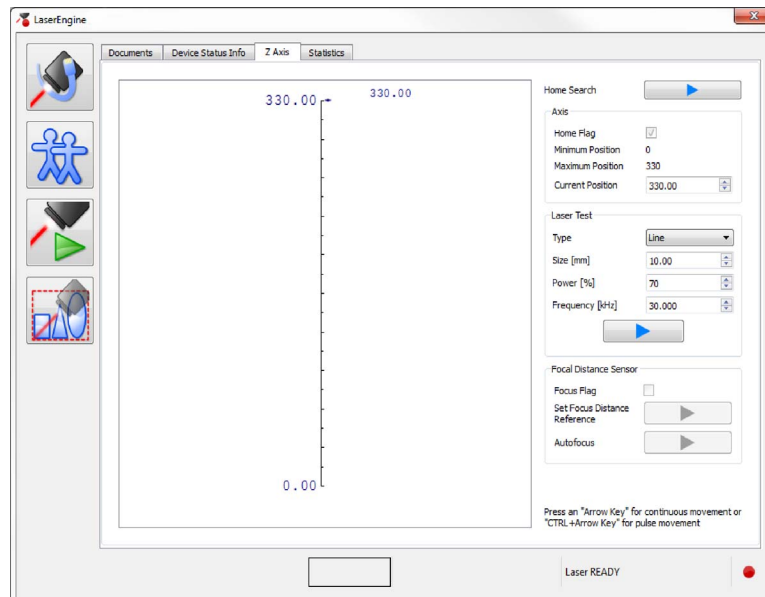 LaserEngine
Documents Device Status Info Z Axis Statistics
330.00 330.00
0.00
Home Search
Axis
Home Flag
Minimum Position 0
Maximum Position 330
Current Position 330.00
Laser Test
Type Line
Size [mm] 10.00
Power [%] 70
Frequency [kHz] 30.000
Focal Distance Sensor
Focus Flag
Set Focus Distance
Reference
Autofocus
Press an "Arrow Key" for continuous movement or
"CTRL+Arrow Key" for pulse movement
Laser READY